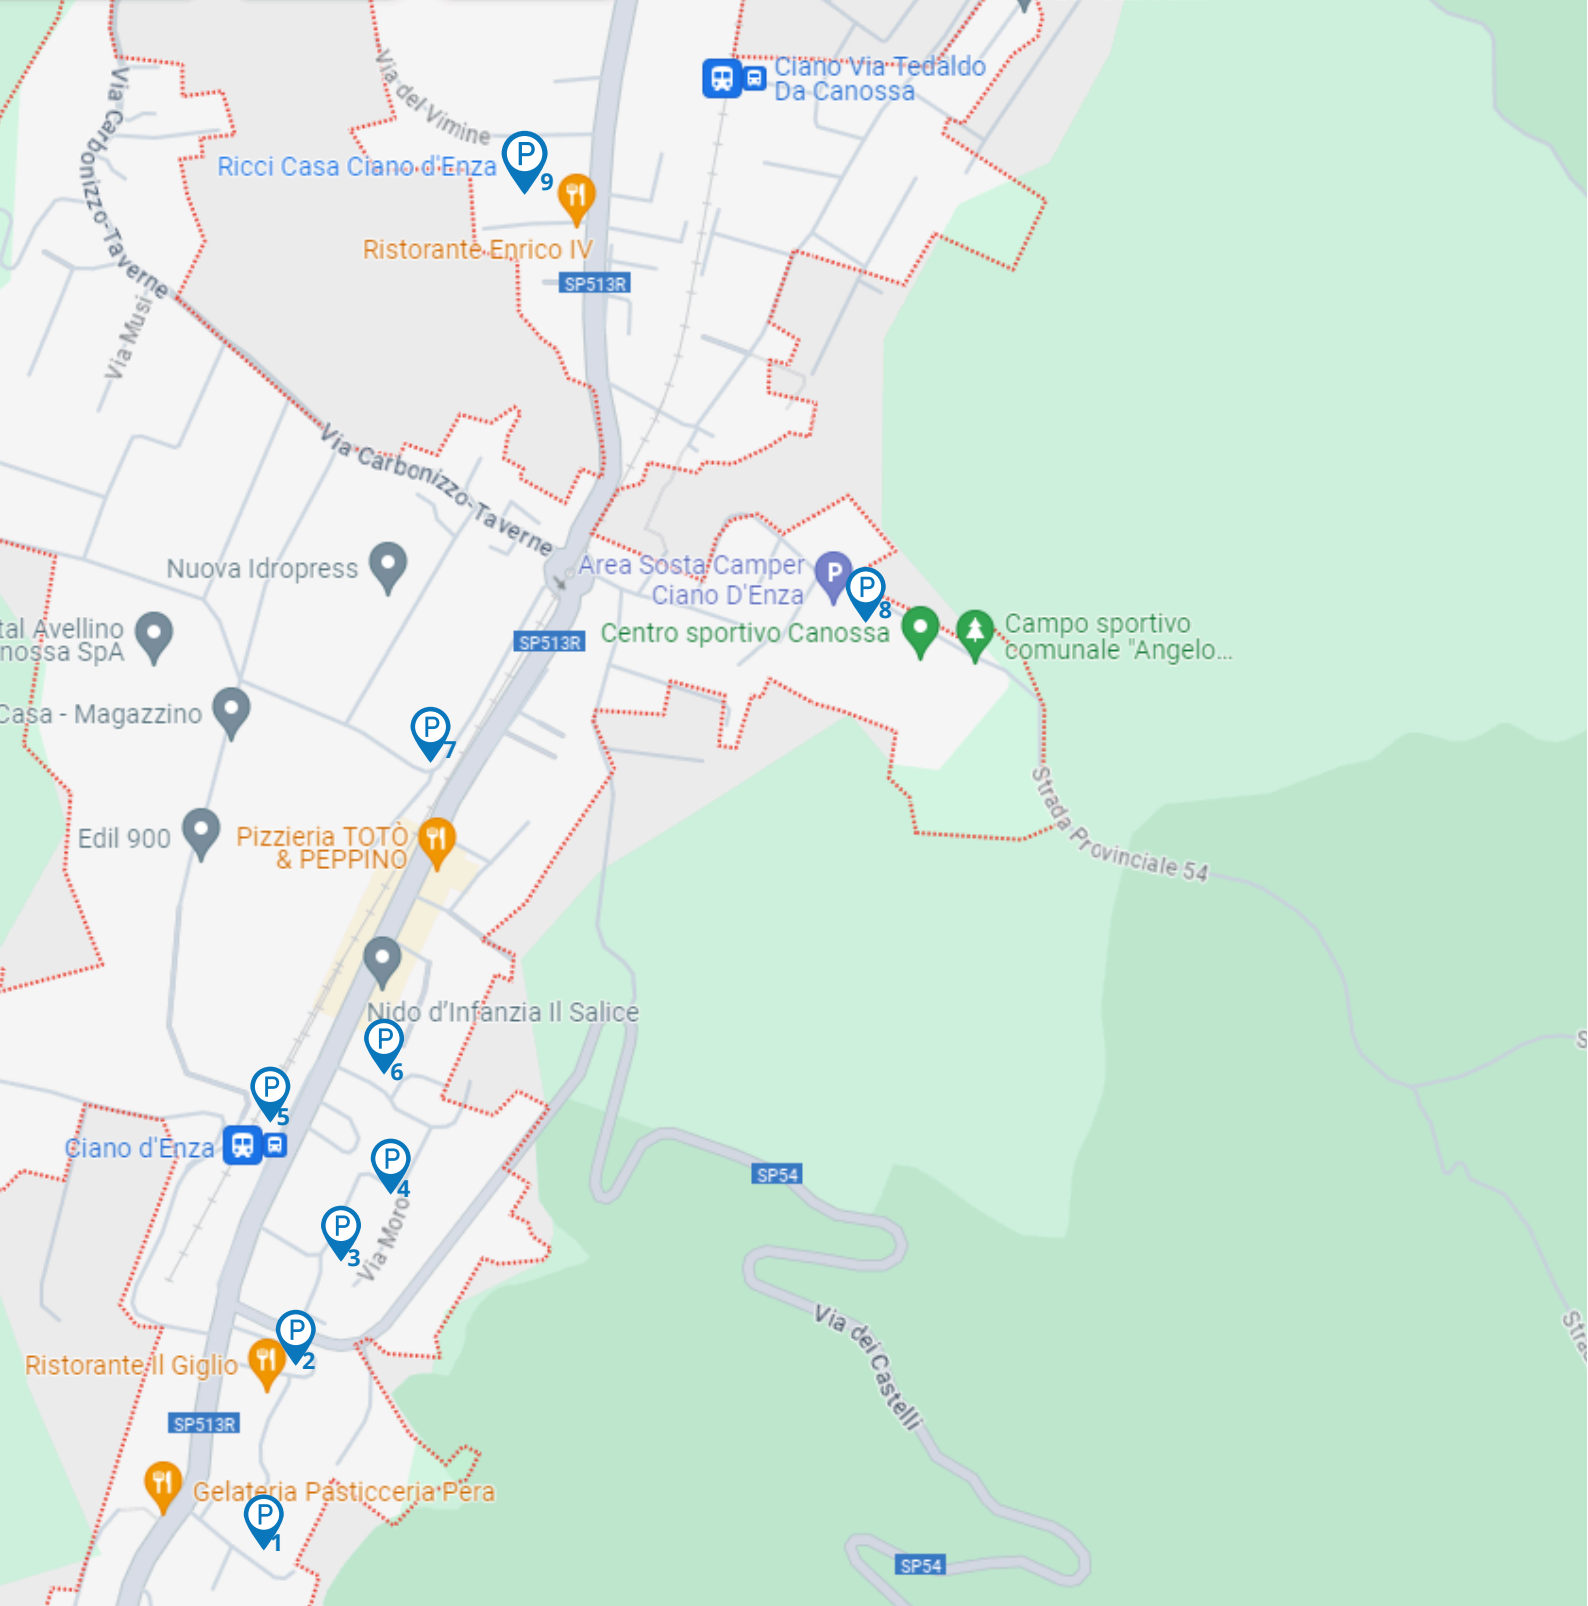 Ciano Via Tedaldo
Da Canossa
Via del Vimine
Via Carbonizzo-Taverne
P
9
Ricci Casa Ciano d'Enza
Ristorante Enrico IV
SP513R
Via Musi
Via Carbonizzo-Taverne
Nuova Idropress
Area Sosta Camper
Ciano D'Enza
P
P
8
tal Avellino
nossa SpA
SP513R
Centro sportivo Canossa
Campo sportivo
comunale "Angelo...
Casa - Magazzino
P
7
Strada Provinciale 54
Edil 900
Pizzieria TOTÒ
& PEPPINO
Nido d'Infanzia Il Salice
P
6
S
P
5
Ciano d'Enza
P
4
SP54
P
3
Via Moro
Via dei Castelli
P
2
Stra
Ristorante Il Giglio
SP513R
Gelateria Pasticceria Pera
P
1
SP54